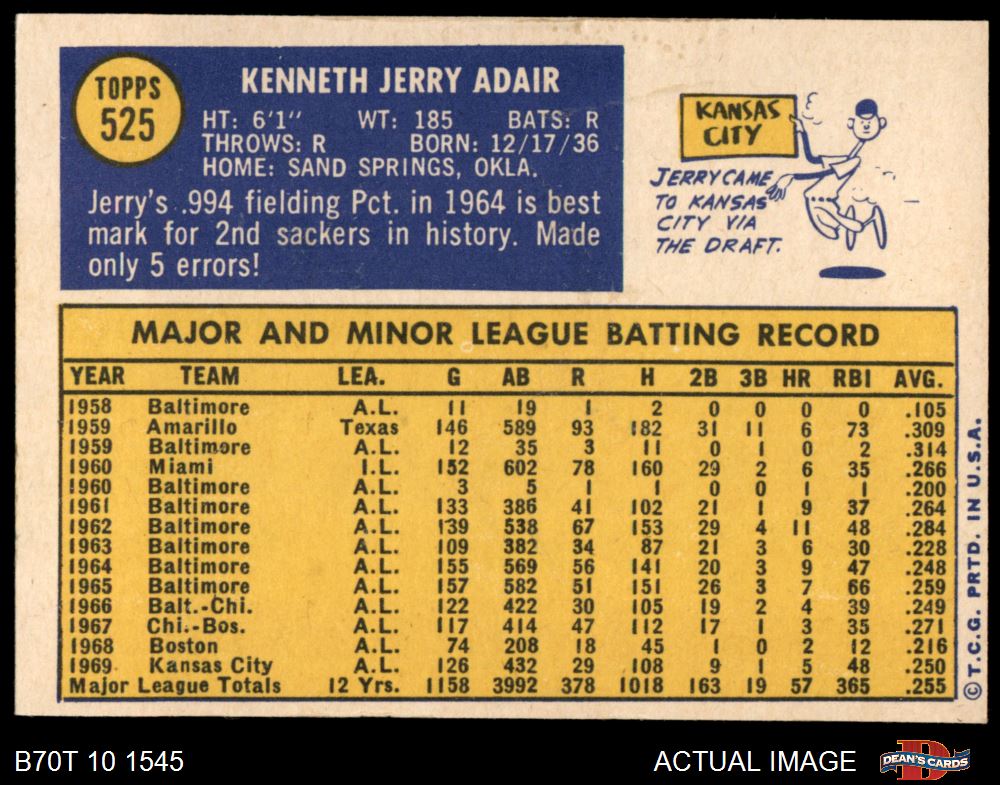 TOPPS
525
KENNETH JERRY ADAIR
HT: 6'1" WT: 185 BATS: R
THROWS: R BORN: 12/17/36
HOME: SAND SPRINGS, OKLA.
Jerry's .994 fielding Pct. in 1964 is best
mark for 2nd sackers in history. Made
only 5 errors!
KANSAS
CITY
JERRY CAME
TO KANSAS
CITY VIA
THE DRAFT.
MAJOR AND MINOR LEAGUE BATTING RECORD
YEAR TEAM LEA. G AB R H 2B 3B HR RBI AVG.
1958 Baltimore A.L. 11 19 1 2 0 0 0 0 .105
1959 Amarillo Texas 146 589 93 182 31 11 6 73 .309
1959 Baltimore A.L. 12 35 3 11 0 1 0 2 .314
1960 Miami I.L. 152 602 78 160 29 2 6 35 .266
1960 Baltimore A.L. 3 5 1 1 0 0 1 1 .200
1961 Baltimore A.L. 133 386 41 102 21 1 9 37 .264
1962 Baltimore A.L. 139 538 67 153 29 4 11 48 .284
1963 Baltimore A.L. 109 382 34 87 21 3 6 30 .228
1964 Baltimore A.L. 155 569 56 141 20 3 9 47 .248
1965 Baltimore A.L. 157 582 51 151 26 3 7 66 .259
1966 Balt.-Chi. A.L. 122 422 30 105 19 2 4 39 .249
1967 Chi.-Bos. A.L. 117 414 47 112 17 1 3 35 .271
1968 Boston A.L. 74 208 18 45 1 0 2 12 .216
1969 Kansas City A.L. 126 432 29 108 9 1 5 48 .250
Major League Totals 12 Yrs. 1158 3992 378 1018 163 19 57 365 .255
© T.C.G. PRTD. IN U.S.A.
B70T 10 1545
ACTUAL IMAGE
D
DEAN'S CARDS